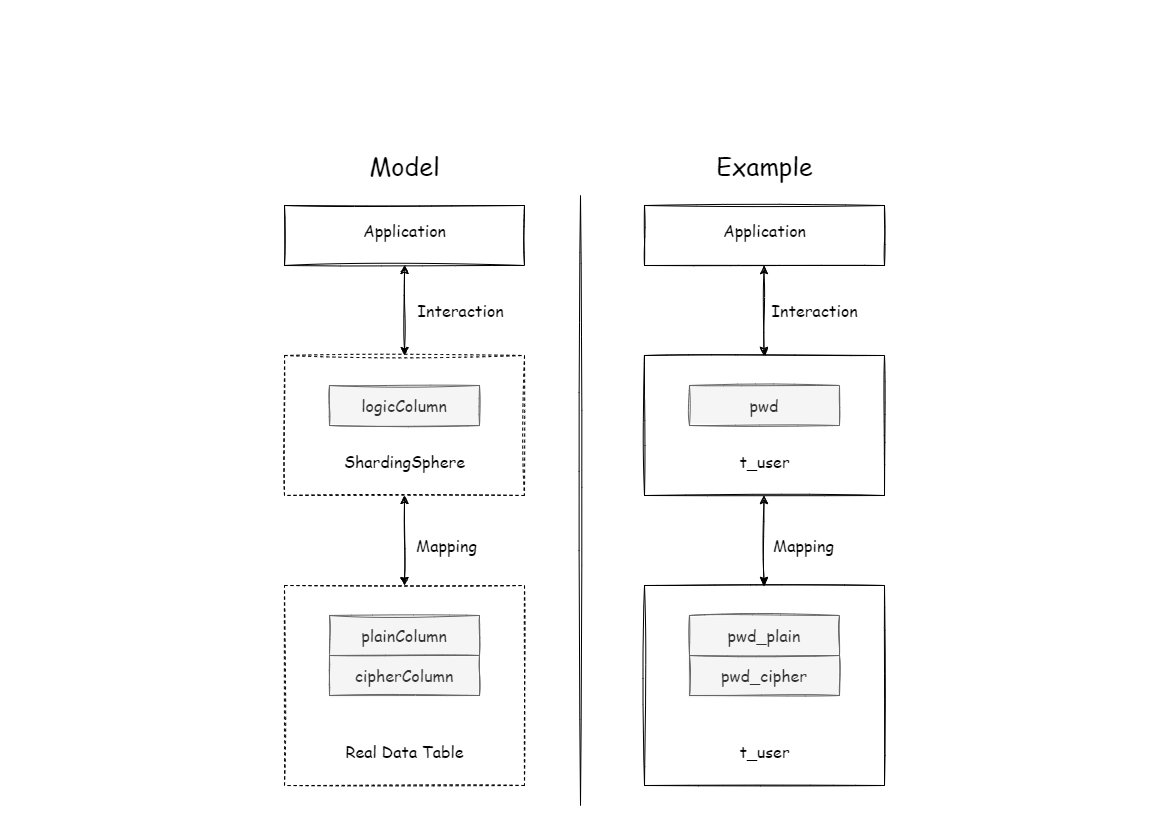 Model
Application
Interaction
logicColumn
ShardingSphere
Mapping
plainColumn
cipherColumn
Real Data Table
Example
Application
Interaction
pwd
t_user
Mapping
pwd_plain
pwd_cipher
t_user